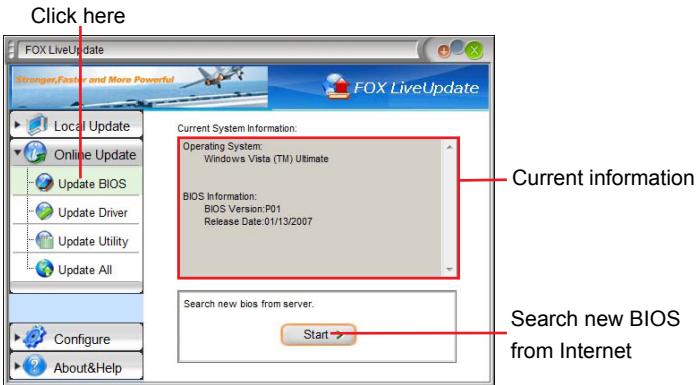 Click here
FOX LiveUpdate
Stronger,Faster and More Powerful
FOX LiveUpdate
Local Update
Online Update
Update BIOS
Update Driver
Update Utility
Update All
Configure
About&Help
Current System Information:
Operating System:
Windows Vista (TM) Ultimate
BIOS Information:
BIOS Version:P01
Release Date:01/13/2007
Search new bios from server.
Start
Current information
Search new BIOS
from Internet